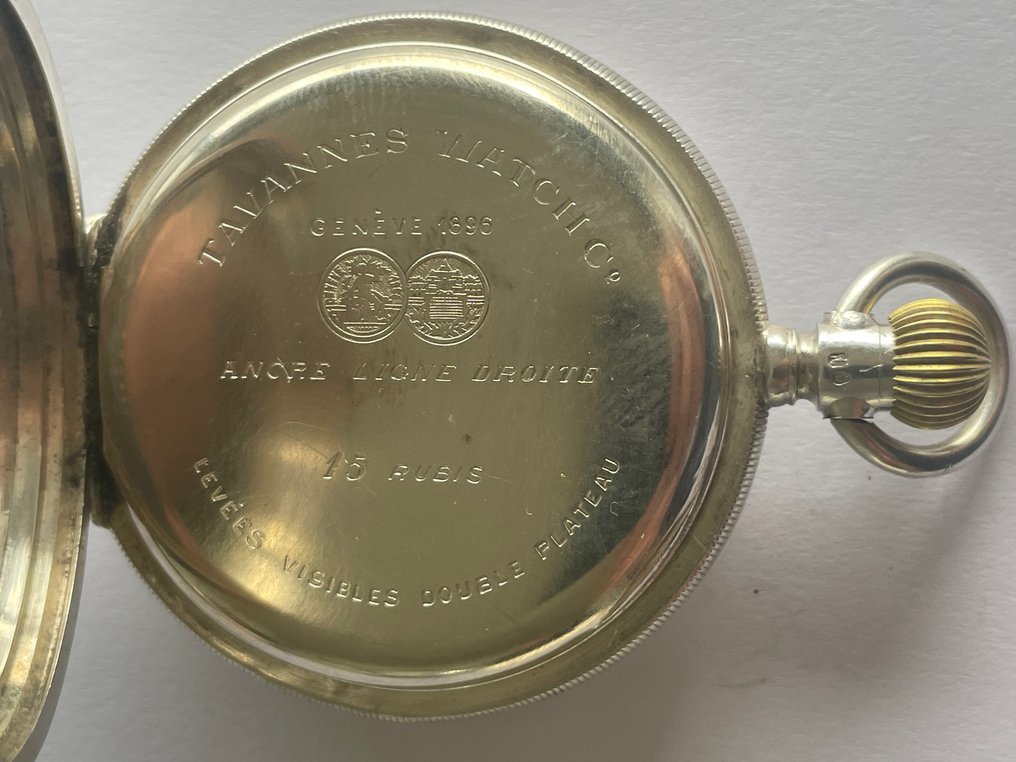 TAVANNES WATCH Cº
GENÈVE 1896
ANCRE LIGNE DROITE
15 RUBIS
LEVÉES VISIBLES DOUBLE PLATEAU